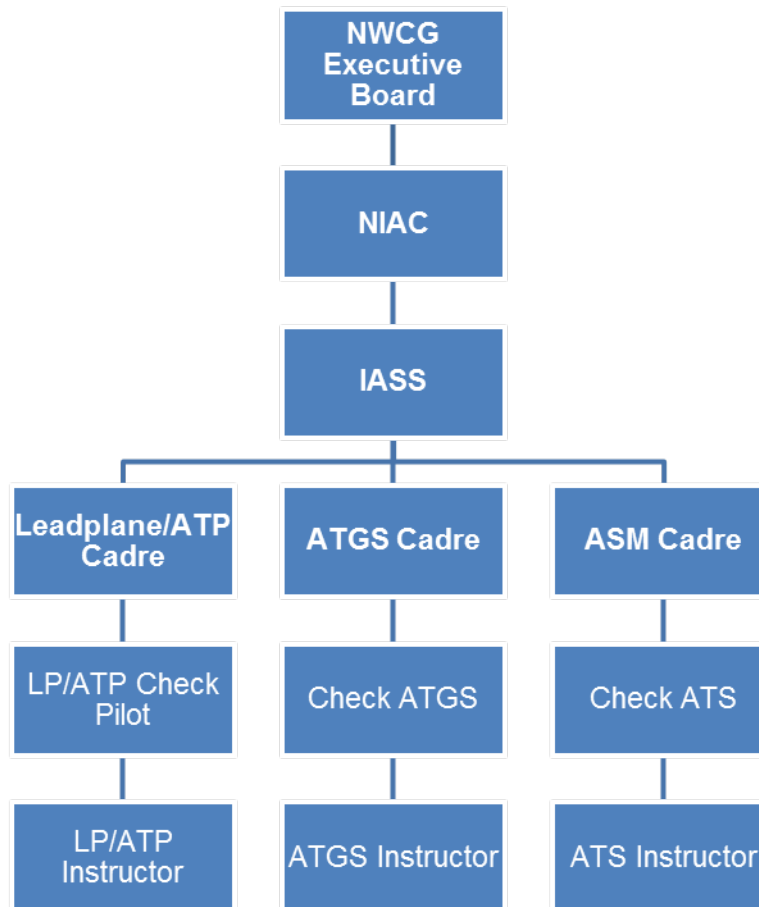 NWCG
Executive
Board
NIAC
IASS
Leadplane/ATP
Cadre
ATGS Cadre
ASM Cadre
LP/ATP Check
Pilot
Check ATGS
Check ATS
LP/ATP
Instructor
ATGS Instructor
ATS Instructor